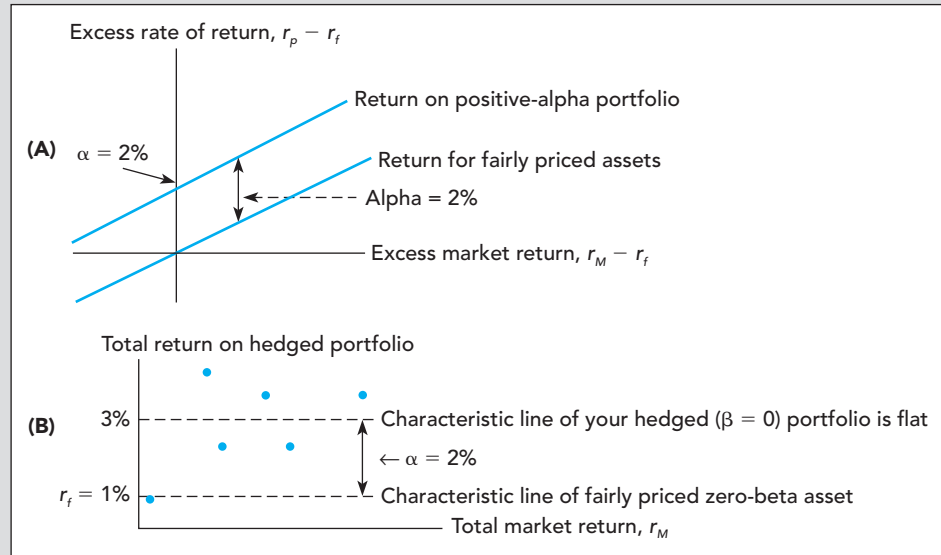 Excess rate of return, r_p − r_f
Return on positive-alpha portfolio
(A)
α = 2%
Return for fairly priced assets
Alpha = 2%
Excess market return, r_M − r_f
Total return on hedged portfolio
(B)
3%
Characteristic line of your hedged (β = 0) portfolio is flat
← α = 2%
r_f = 1%
Characteristic line of fairly priced zero-beta asset
Total market return, r_M